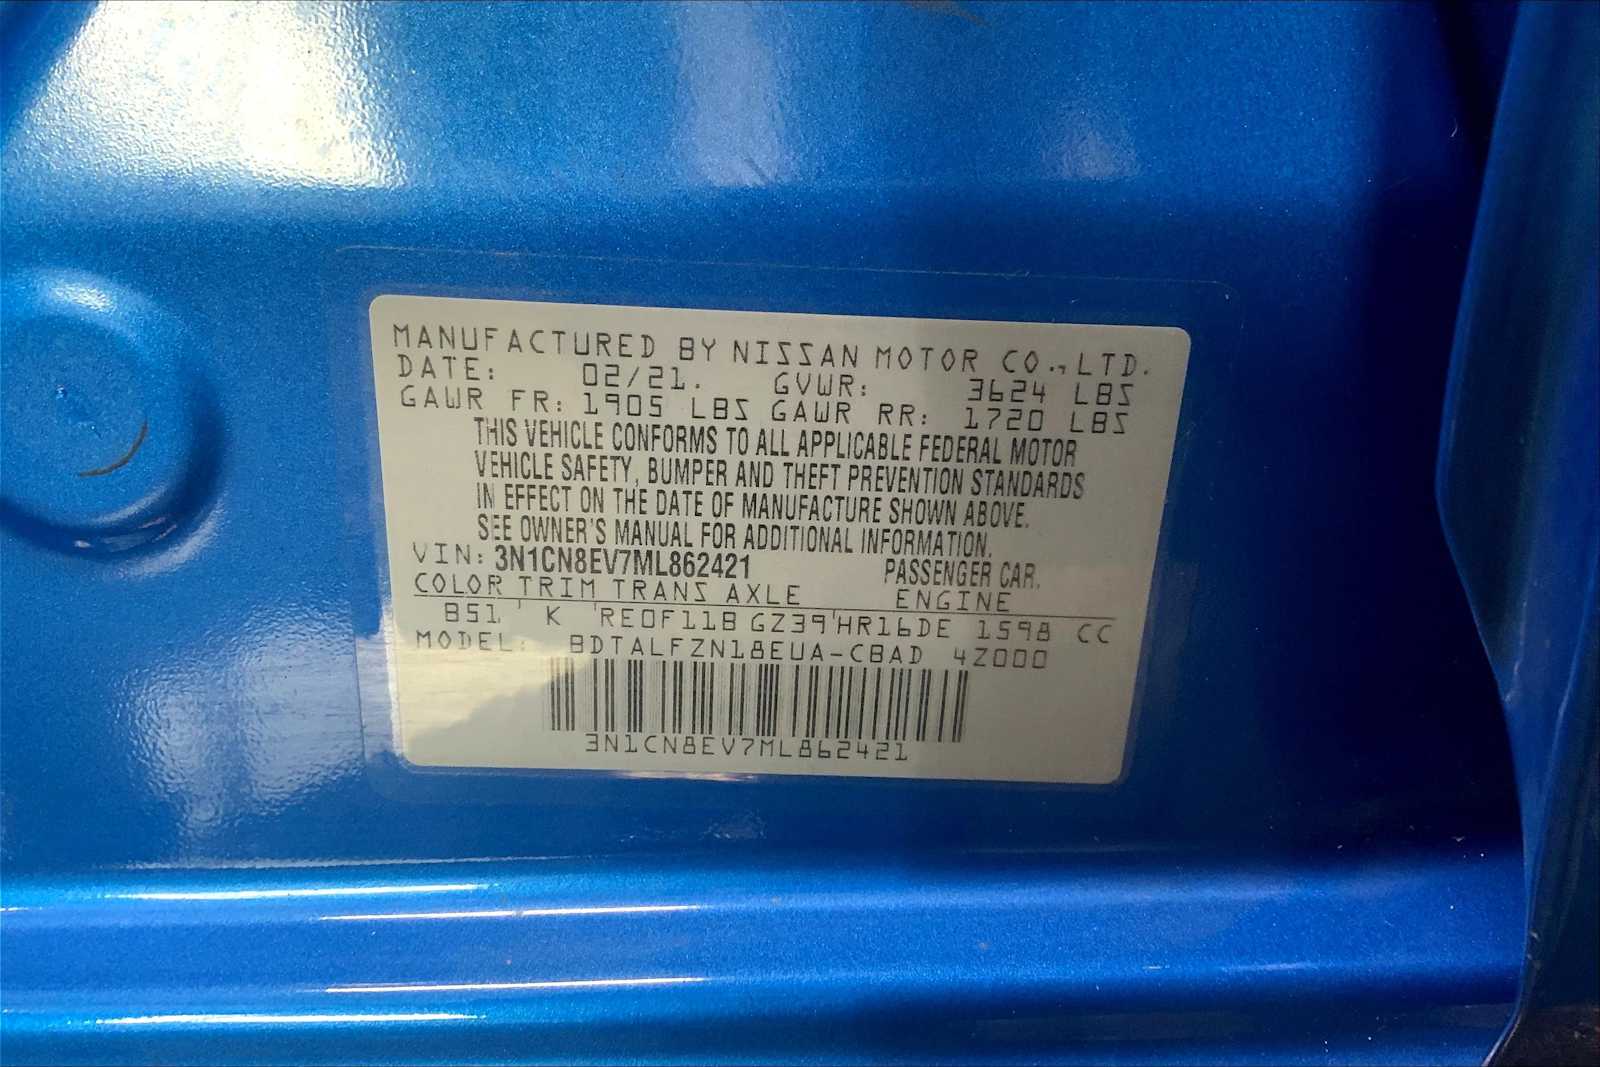 MANUFACTURED BY NISSAN MOTOR CO., LTD.
DATE: 02/21. GVWR: 3624 LBS
GAWR FR: 1905 LBS GAWR RR: 1720 LBS
THIS VEHICLE CONFORMS TO ALL APPLICABLE FEDERAL MOTOR
VEHICLE SAFETY, BUMPER AND THEFT PREVENTION STANDARDS
IN EFFECT ON THE DATE OF MANUFACTURE SHOWN ABOVE.
SEE OWNER'S MANUAL FOR ADDITIONAL INFORMATION.
VIN: 3N1CN8EV7ML862421 PASSENGER CAR.
COLOR TRIM TRANS AXLE ENGINE
B51 K RE0F11B GZ39 HR16DE 1598 CC
MODEL: BDTALFZN18EUA-CBAD 4Z000
3N1CN8EV7ML862421